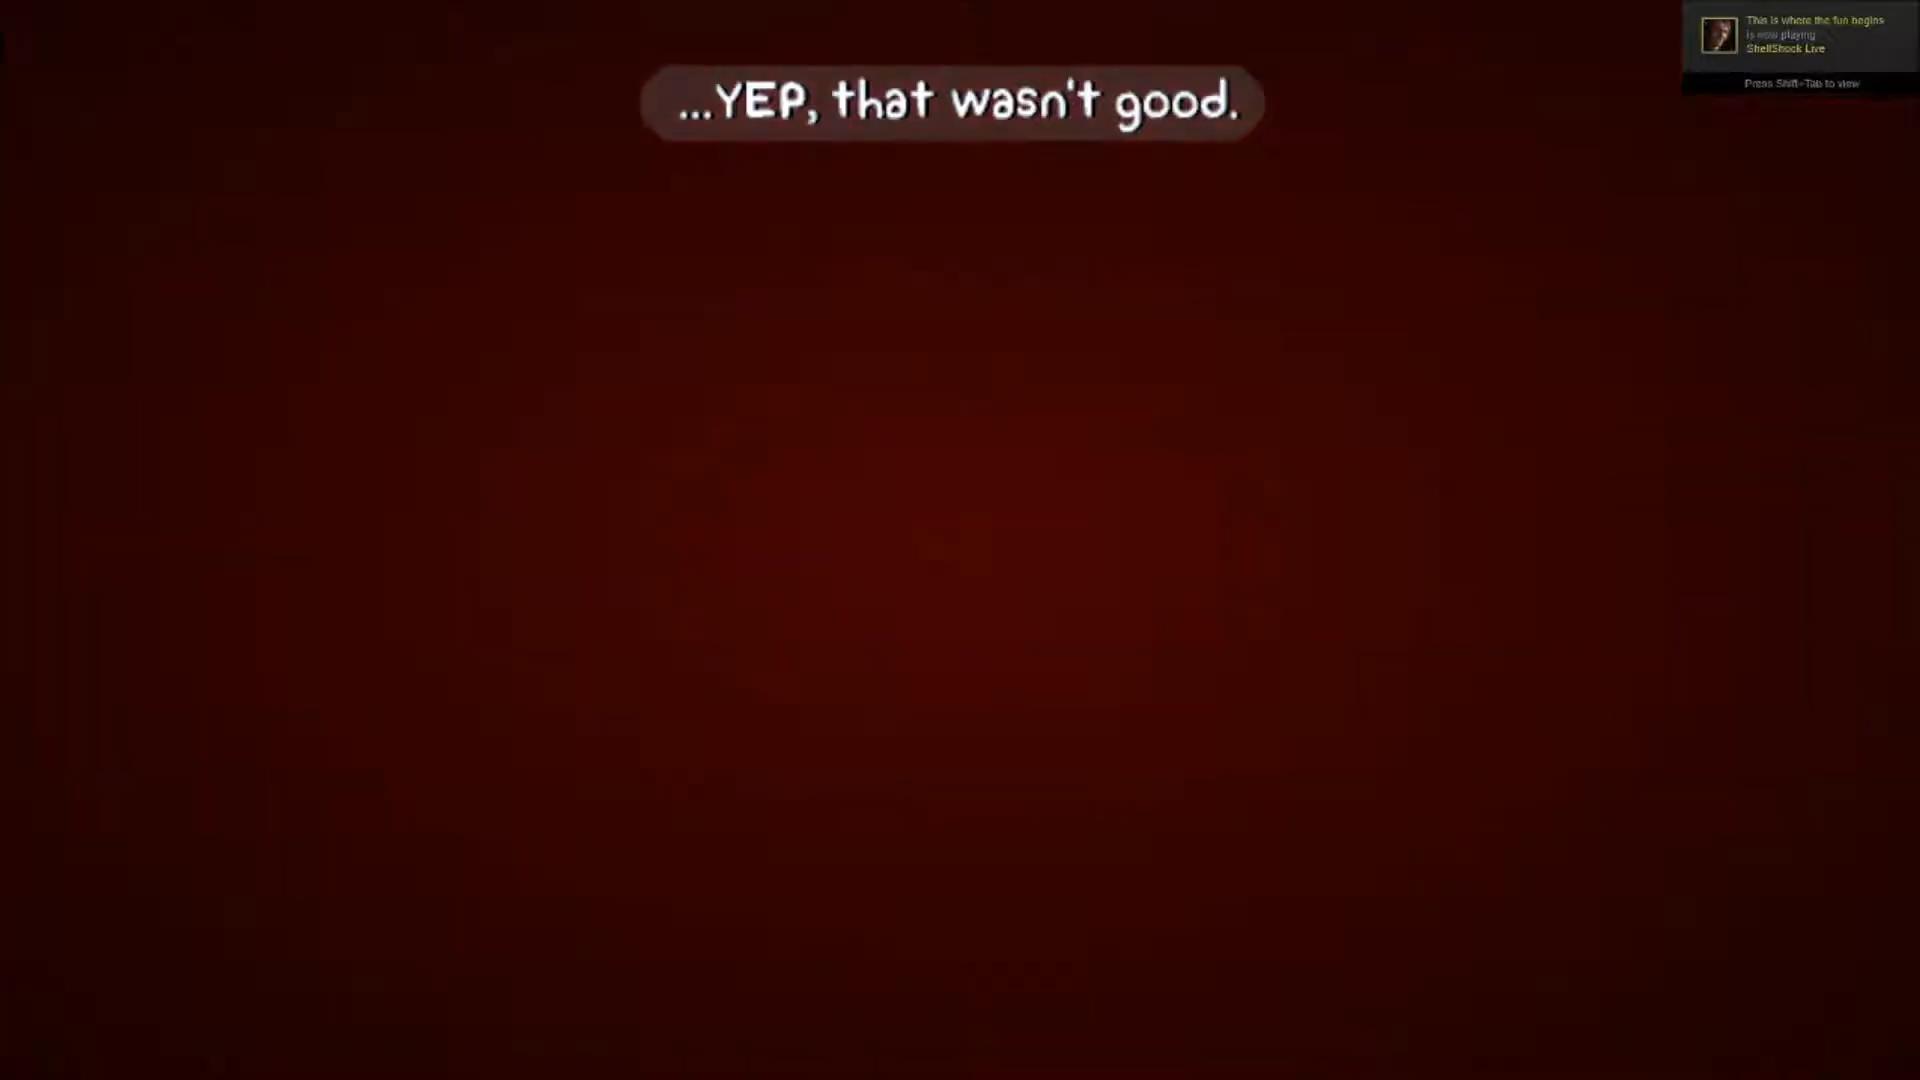 ...YEP, that wasn't good.
This is where the fun begins
is now playing
ShellShock Live
Press Shift+Tab to view